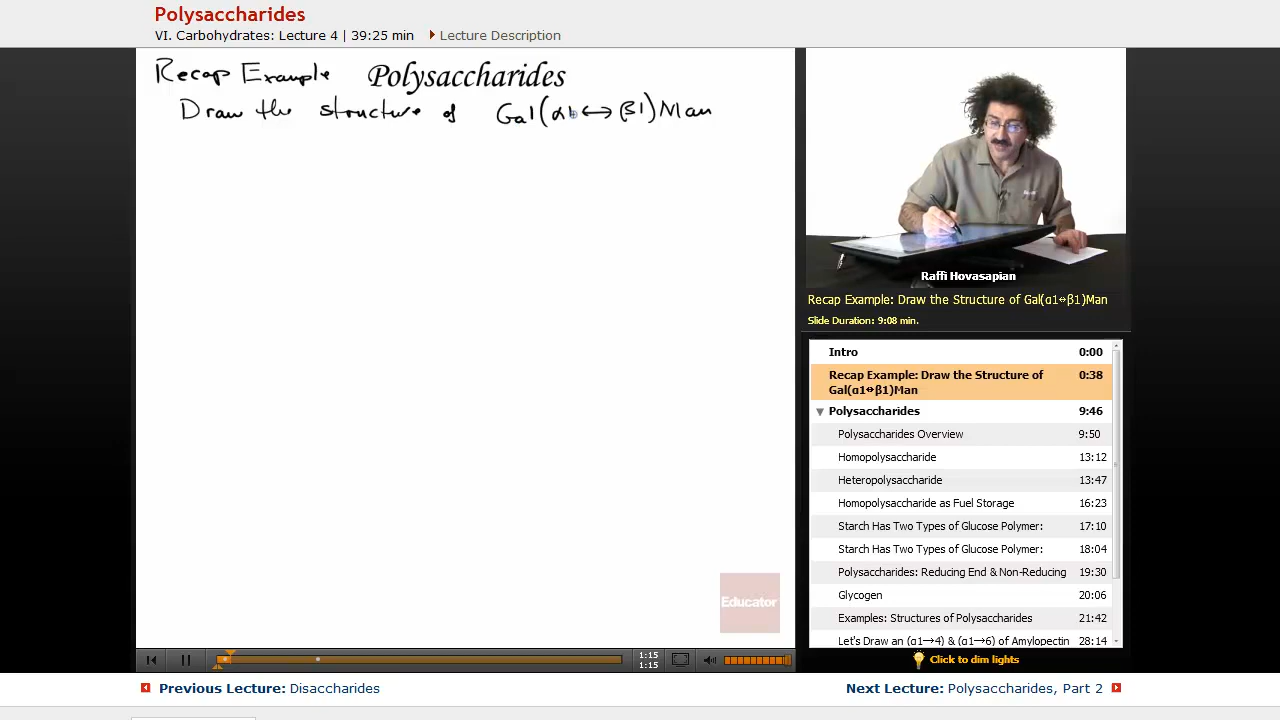 Polysaccharides
VI. Carbohydrates: Lecture 4 | 39:25 min
Lecture Description
Recap Example Polysaccharides
Draw the structure of Gal(α1↔β1)Man
Educator
Raffi Hovasapian
Recap Example: Draw the Structure of Gal(α1↔β1)Man
Slide Duration: 9:08 min.
Intro 0:00
Recap Example: Draw the Structure of 0:38
Gal(α1↔β1)Man
Polysaccharides 9:46
Polysaccharides Overview 9:50
Homopolysaccharide 13:12
Heteropolysaccharide 13:47
Homopolysaccharide as Fuel Storage 16:23
Starch Has Two Types of Glucose Polymer: 17:10
Starch Has Two Types of Glucose Polymer: 18:04
Polysaccharides: Reducing End & Non-Reducing 19:30
Glycogen 20:06
Examples: Structures of Polysaccharides 21:42
Let's Draw an (α1→4) & (α1→6) of Amylopectin 28:14
1:15
1:15
Click to dim lights
Previous Lecture: Disaccharides
Next Lecture: Polysaccharides, Part 2